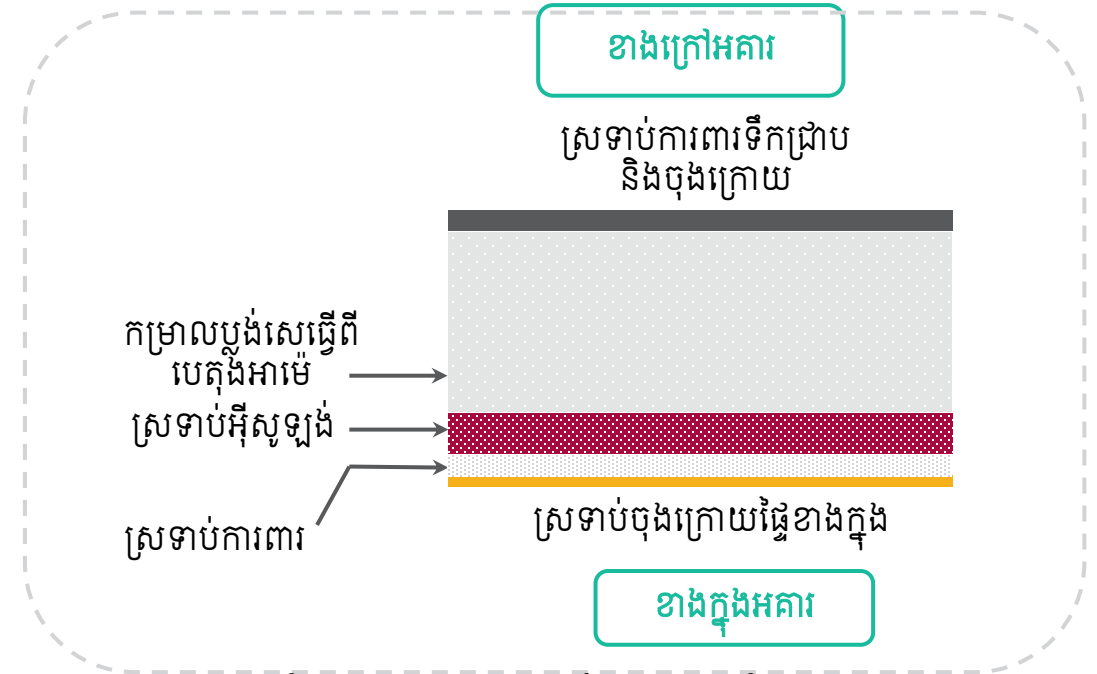 ខាងក្រៅអគារ
ស្រទាប់ការពារទឹកជ្រាប
និងចុងក្រោយ
កម្រាលប្លង់សេធ្វើពី
បេតុងអាម៉េ
ស្រទាប់អ៊ីសូឡង់
ស្រទាប់ការពារ
ស្រទាប់ចុងក្រោយផ្ទៃខាងក្នុង
ខាងក្នុងអគារ